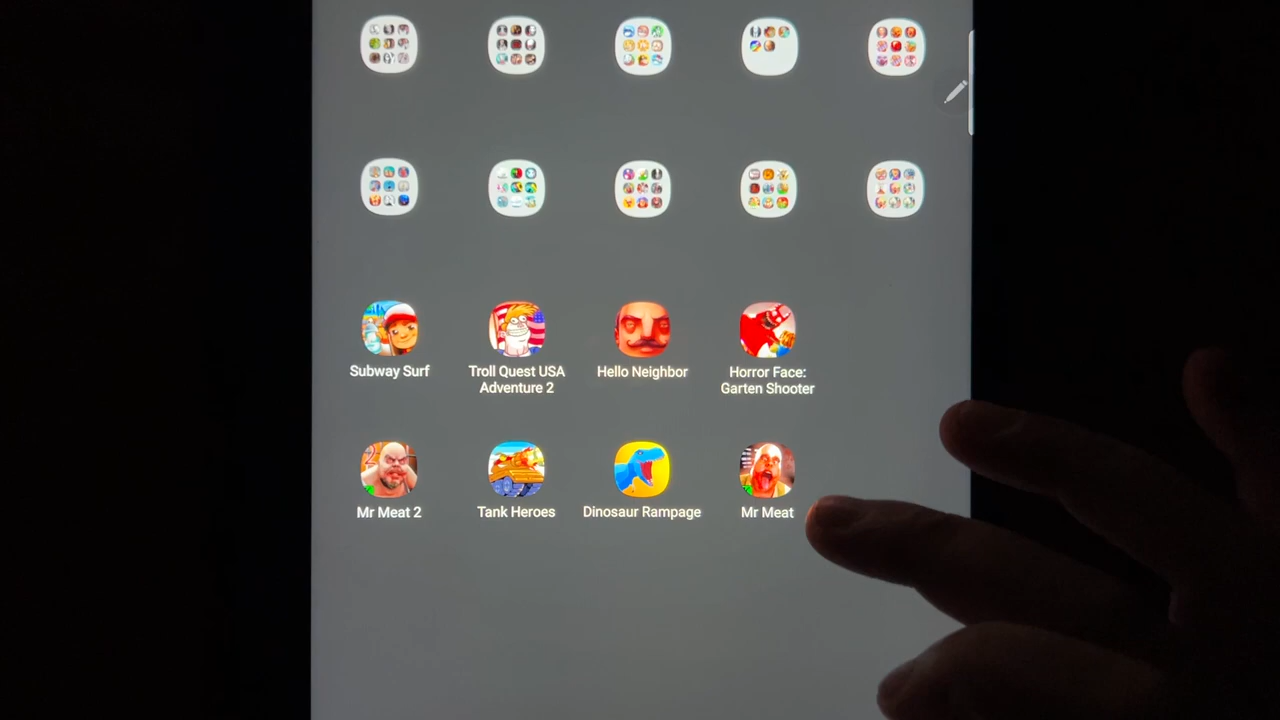 Subway Surf
Troll Quest USA
Adventure 2
Hello Neighbor
Horror Face:
Garten Shooter
Mr Meat 2
Tank Heroes
Dinosaur Rampage
Mr Meat